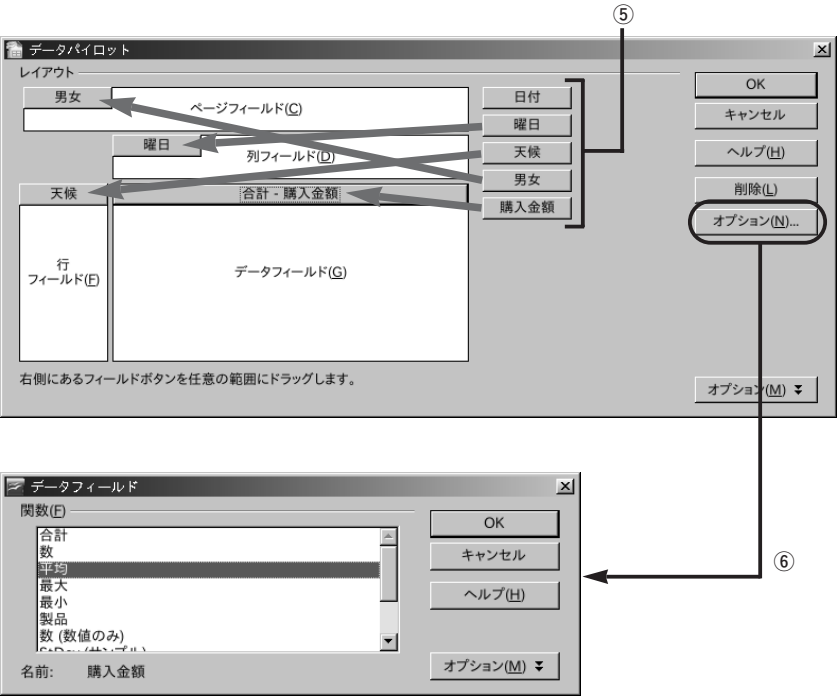 ⑤
データパイロット
レイアウト
男女
ページフィールド(C)
日付
OK
曜日
キャンセル
曜日
列フィールド(D)
天候
ヘルプ(H)
男女
削除(L)
天候
合計 - 購入金額
購入金額
オプション(N)...
行
フィールド(F)
データフィールド(G)
右側にあるフィールドボタンを任意の範囲にドラッグします。
オプション(M)
データフィールド
関数(F)
合計
数
平均
最大
最小
製品
数 (数値のみ)
StDev (サンプル)
OK
キャンセル
ヘルプ(H)
⑥
名前: 購入金額
オプション(M)